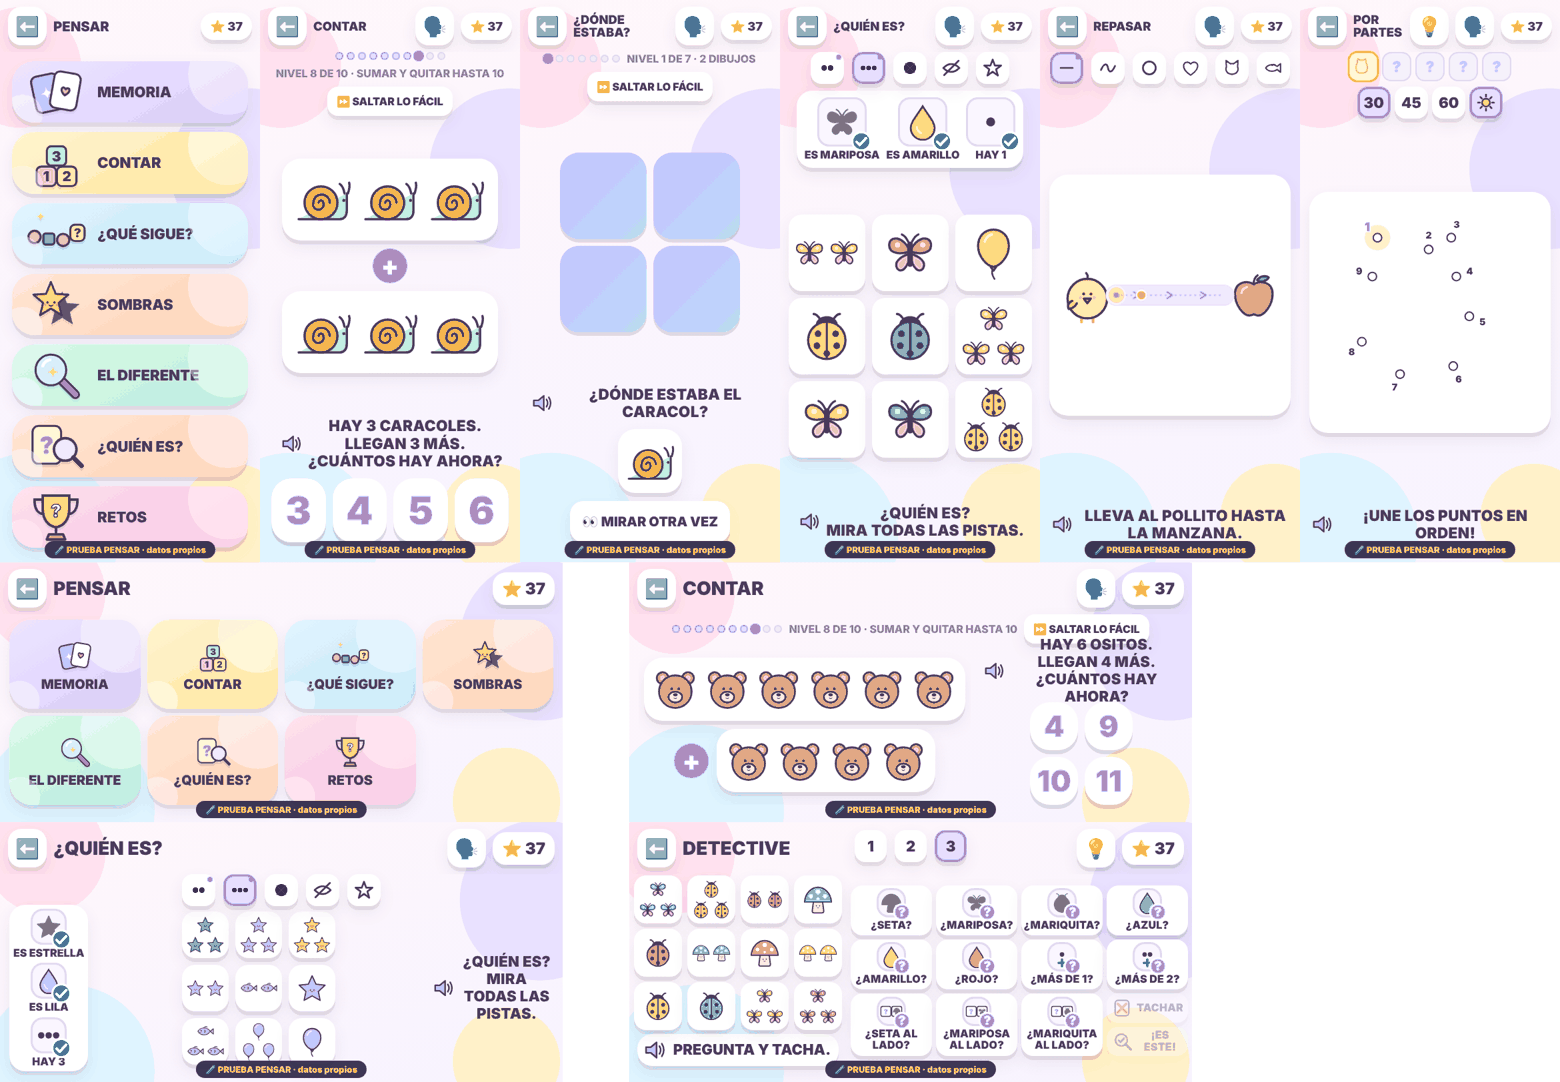 PENSAR
37
MEMORIA
3
1 2
CONTAR
?
¿QUÉ SIGUE?
SOMBRAS
EL DIFERENTE
?
¿QUIÉN ES?
?
RETOS
PRUEBA PENSAR · datos propios
CONTAR
37
NIVEL 8 DE 10 · SUMAR Y QUITAR HASTA 10
SALTAR LO FÁCIL
+
HAY 3 CARACOLES.
LLEGAN 3 MÁS.
¿CUÁNTOS HAY AHORA?
3 4 5 6
PRUEBA PENSAR · datos propios
¿DÓNDE
ESTABA?
37
NIVEL 1 DE 7 · 2 DIBUJOS
SALTAR LO FÁCIL
¿DÓNDE ESTABA EL
CARACOL?
MIRAR OTRA VEZ
PRUEBA PENSAR · datos propios
¿QUIÉN ES?
37
ES MARIPOSA ES AMARILLO HAY 1
¿QUIÉN ES?
MIRA TODAS LAS PISTAS.
PRUEBA PENSAR · datos propios
REPASAR
37
LLEVA AL POLLITO HASTA
LA MANZANA.
PRUEBA PENSAR · datos propios
POR
PARTES
37
? ? ? ?
30 45 60
1
2
3
4
5
6
7
8
9
¡UNE LOS PUNTOS EN
ORDEN!
PRUEBA PENSAR · datos propios
PENSAR
37
MEMORIA
3
1 2
CONTAR
?
¿QUÉ SIGUE?
SOMBRAS
EL DIFERENTE
?
¿QUIÉN ES?
?
RETOS
PRUEBA PENSAR · datos propios
CONTAR
37
NIVEL 8 DE 10 · SUMAR Y QUITAR HASTA 10
SALTAR LO FÁCIL
+
HAY 6 OSITOS.
LLEGAN 4 MÁS.
¿CUÁNTOS HAY
AHORA?
4 9
10 11
PRUEBA PENSAR · datos propios
¿QUIÉN ES?
37
ES ESTRELLA
ES LILA
HAY 3
¿QUIÉN ES?
MIRA
TODAS LAS
PISTAS.
PRUEBA PENSAR · datos propios
DETECTIVE
1 2 3
37
¿SETA? ¿MARIPOSA? ¿MARIQUITA? ¿AZUL?
¿AMARILLO? ¿ROJO? ¿MÁS DE 1? ¿MÁS DE 2?
¿SETA AL
LADO?
¿MARIPOSA
AL LADO?
¿MARIQUITA
AL LADO?
TACHAR
¡ES
ESTE!
PREGUNTA Y TACHA.
PRUEBA PENSAR · datos propios